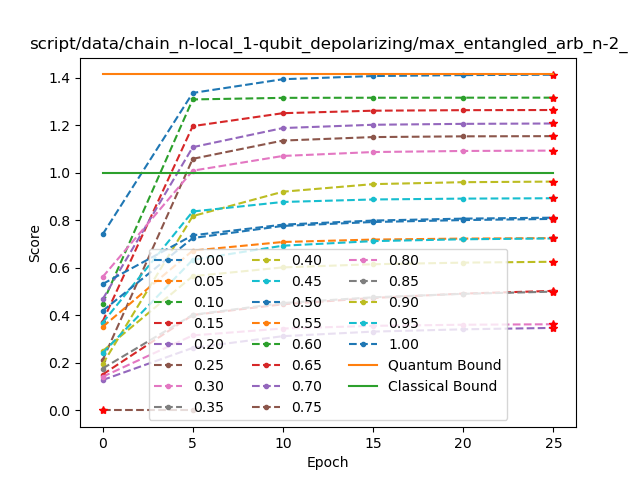 script/data/chain_n-local_1-qubit_depolarizing/max_entangled_arb_n-2_
Score
1.4
1.2
1.0
0.8
0.6
0.4
0.2
0.0
0.00 0.40 0.80
0.05 0.45 0.85
0.10 0.50 0.90
0.15 0.55 0.95
0.20 0.60 1.00
0.25 0.65 Quantum Bound
0.30 0.70 Classical Bound
0.35 0.75
0 5 10 15 20 25
Epoch